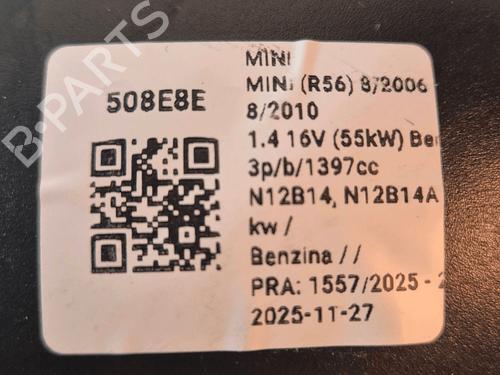 508E8E
MINI
MINI (R56) 8/2006
8/2010
1.4 16V (55kW) Ben
3p/b/1397cc
N12B14, N12B14A
kw /
Benzina / /
PRA: 1557/2025 - 2
2025-11-27
B-PARTS